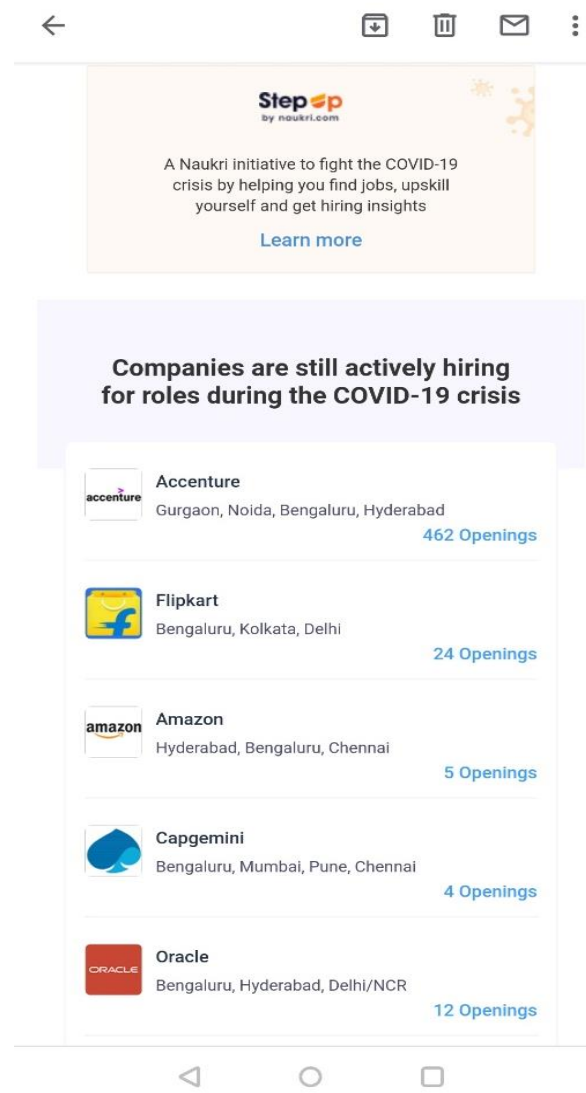 StepUp
by naukri.com
A Naukri initiative to fight the COVID-19
crisis by helping you find jobs, upskill
yourself and get hiring insights
Learn more
Companies are still actively hiring
for roles during the COVID-19 crisis
accenture
Accenture
Gurgaon, Noida, Bengaluru, Hyderabad
462 Openings
Flipkart
Bengaluru, Kolkata, Delhi
24 Openings
amazon
Amazon
Hyderabad, Bengaluru, Chennai
5 Openings
Capgemini
Bengaluru, Mumbai, Pune, Chennai
4 Openings
ORACLE
Oracle
Bengaluru, Hyderabad, Delhi/NCR
12 Openings